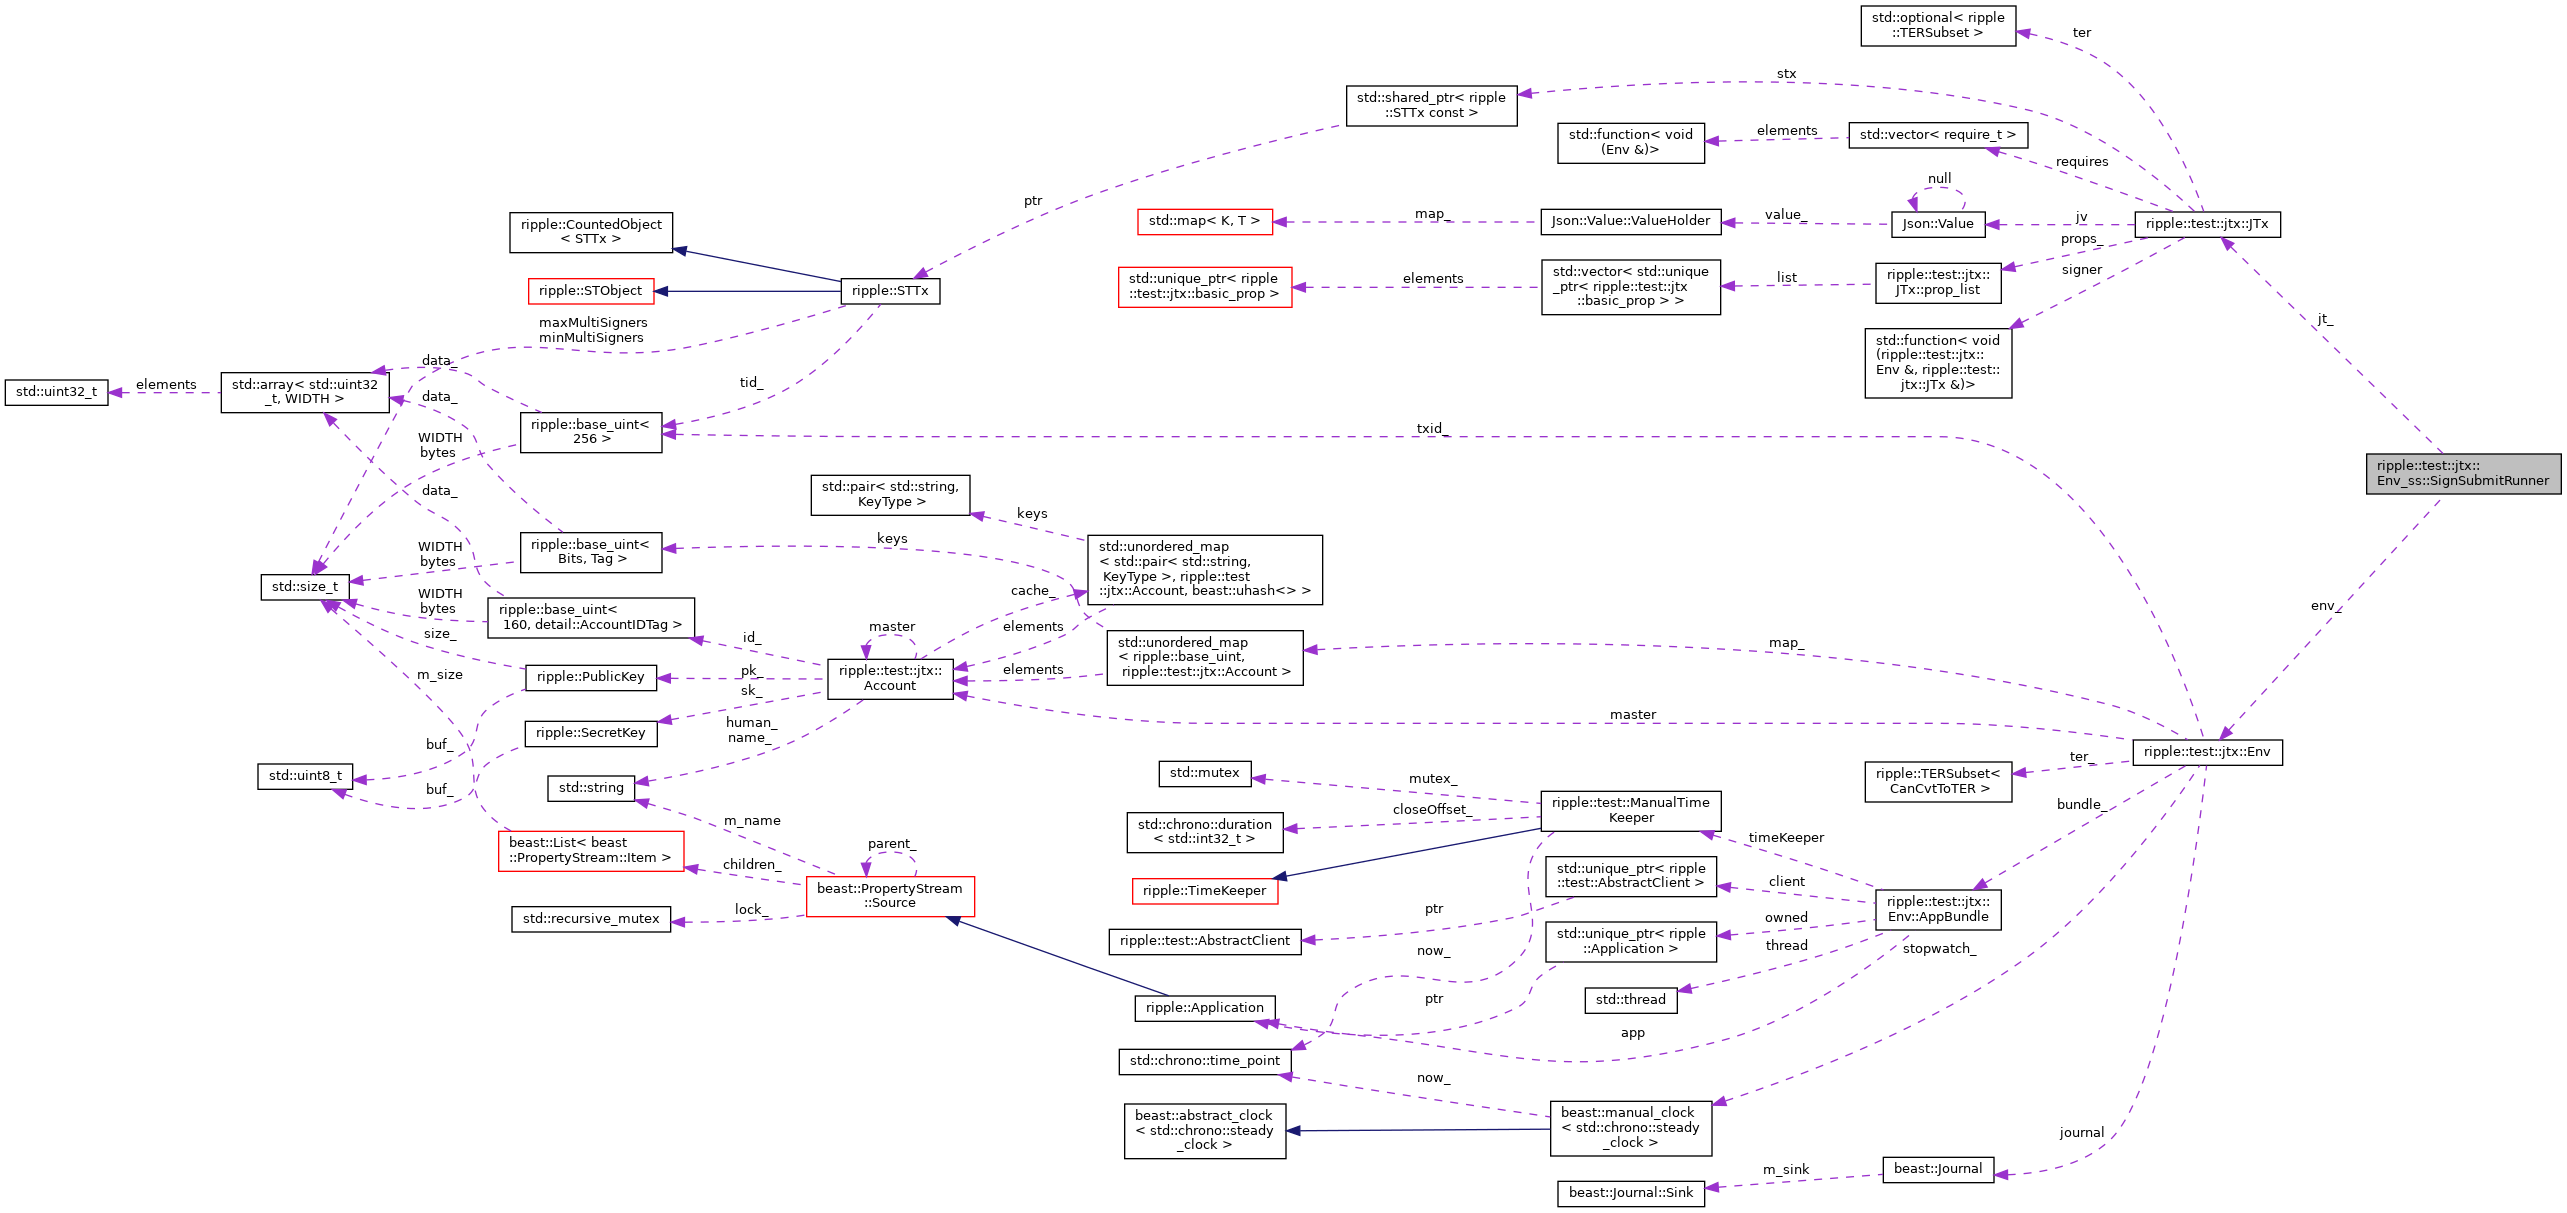 std::optional< ripple
::TERSubset >
ter
stx
std::shared_ptr< ripple
::STTx const >
std::function< void
(Env &)>
elements
std::vector< require_t >
requires
null
ptr
std::map< K, T >
map_
Json::Value::ValueHolder
value_
Json::Value
jv
ripple::test::jtx::JTx
ripple::CountedObject
< STTx >
props_
signer
std::unique_ptr< ripple
::test::jtx::basic_prop >
elements
std::vector< std::unique
_ptr< ripple::test::jtx
::basic_prop > >
list
ripple::test::jtx::
JTx::prop_list
ripple::STObject
ripple::STTx
jt_
maxMultiSigners
minMultiSigners
std::function< void
(ripple::test::jtx::
Env &, ripple::test::
jtx::JTx &)>
data_
std::uint32_t
elements
std::array< std::uint32
_t, WIDTH >
data_
tid_
ripple::base_uint<
256 >
txid_
WIDTH
bytes
ripple::test::jtx::
Env_ss::SignSubmitRunner
data_
std::pair< std::string,
KeyType >
keys
keys
WIDTH
bytes
ripple::base_uint<
Bits, Tag >
std::unordered_map
< std::pair< std::string,
KeyType >, ripple::test
::jtx::Account, beast::uhash<> >
std::size_t
cache_
WIDTH
bytes
ripple::base_uint<
160, detail::AccountIDTag >
env_
size_
id_
master
elements
std::unordered_map
< ripple::base_uint,
ripple::test::jtx::Account >
map_
m_size
ripple::PublicKey
pk_
ripple::test::jtx::
Account
elements
sk_
master
human_
name_
ripple::SecretKey
buf_
ripple::test::jtx::Env
std::uint8_t
std::string
buf_
std::mutex
mutex_
ripple::TERSubset<
CanCvtToTER >
ter_
closeOffset_
ripple::test::ManualTime
Keeper
bundle_
m_name
std::chrono::duration
< std::int32_t >
timeKeeper
beast::List< beast
::PropertyStream::Item >
children_
parent_
beast::PropertyStream
::Source
ripple::TimeKeeper
std::unique_ptr< ripple
::test::AbstractClient >
client
ripple::test::jtx::
Env::AppBundle
std::recursive_mutex
lock_
ptr
owned
ripple::test::AbstractClient
std::unique_ptr< ripple
::Application >
thread
stopwatch_
now_
ptr
std::thread
ripple::Application
app
std::chrono::time_point
now_
beast::abstract_clock
< std::chrono::steady
_clock >
beast::manual_clock
< std::chrono::steady
_clock >
journal
m_sink
beast::Journal
beast::Journal::Sink